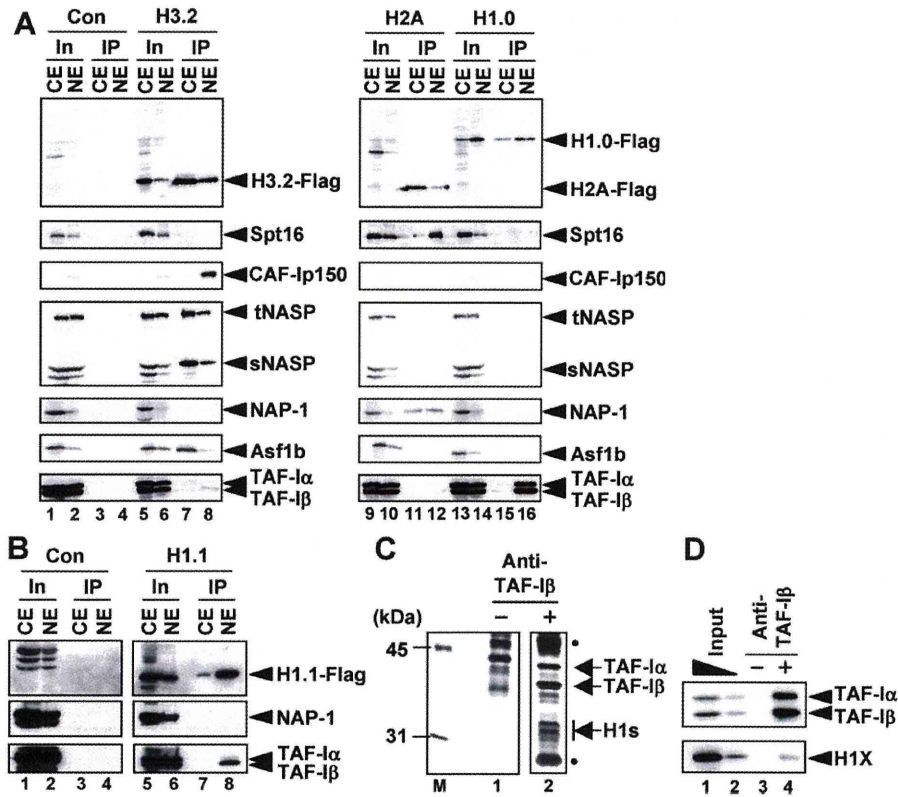 A
Con H3.2
In IP In IP
CE NE CE NE CE NE CE NE
H3.2-Flag
Spt16
CAF-Ip150
tNASP
sNASP
NAP-1
Asf1b
TAF-Iα
TAF-Iβ
1 2 3 4 5 6 7 8
H2A H1.0
In IP In IP
CE NE CE NE CE NE CE NE
H1.0-Flag
H2A-Flag
Spt16
CAF-Ip150
tNASP
sNASP
NAP-1
Asf1b
TAF-Iα
TAF-Iβ
9 10 11 12 13 14 15 16
B
Con H1.1
In IP In IP
CE NE CE NE CE NE CE NE
H1.1-Flag
NAP-1
TAF-Iα
TAF-Iβ
1 2 3 4 5 6 7 8
C
Anti-
TAF-Iβ
(kDa) − +
45
TAF-Iα
TAF-Iβ
H1s
31
M 1 2
D
Input
Anti-
TAF-Iβ
− +
TAF-Iα
TAF-Iβ
H1X
1 2 3 4